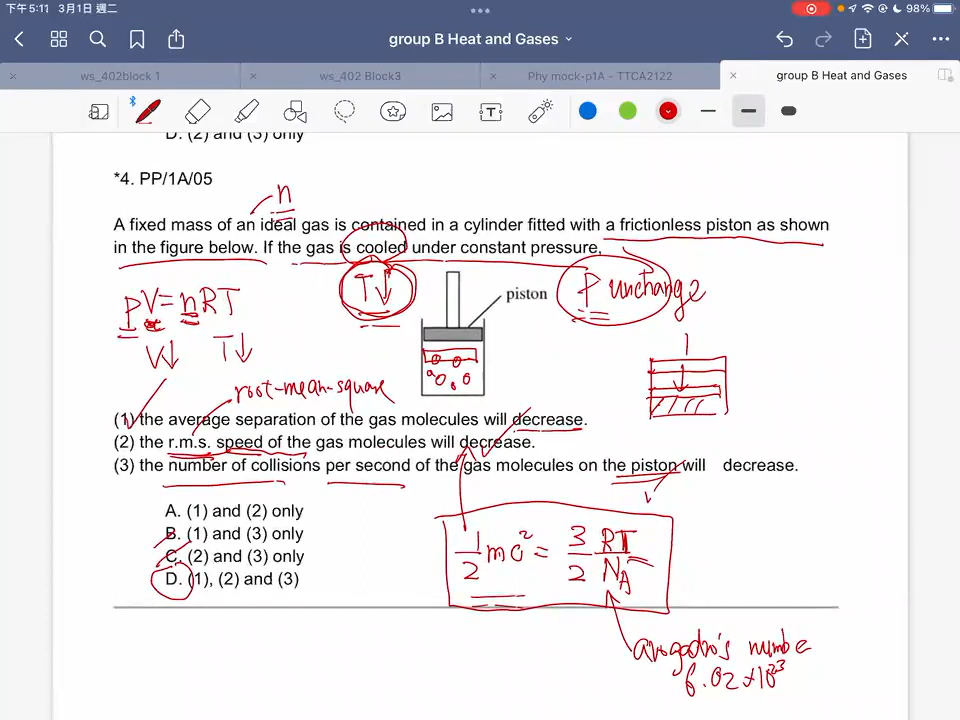 下午5:11 3月1日 週二
98%
group B Heat and Gases
ws_402block 1
ws_402 Block3
Phy mock-p1A - TTCA2122
group B Heat and Gases
D. (2) and (3) only
*4. PP/1A/05
n
A fixed mass of an ideal gas is contained in a cylinder fitted with a frictionless piston as shown
in the figure below. If the gas is cooled under constant pressure,
T↓
P unchange
piston
PV=nRT
V↓ T↓
root-mean-square
(1) the average separation of the gas molecules will decrease.
(2) the r.m.s. speed of the gas molecules will decrease.
(3) the number of collisions per second of the gas molecules on the piston will decrease.
A. (1) and (2) only
B. (1) and (3) only
C. (2) and (3) only
D. (1), (2) and (3)
1/2 mc² = 3/2 RT/N_A
avogadro's numbe
6.02×10²³